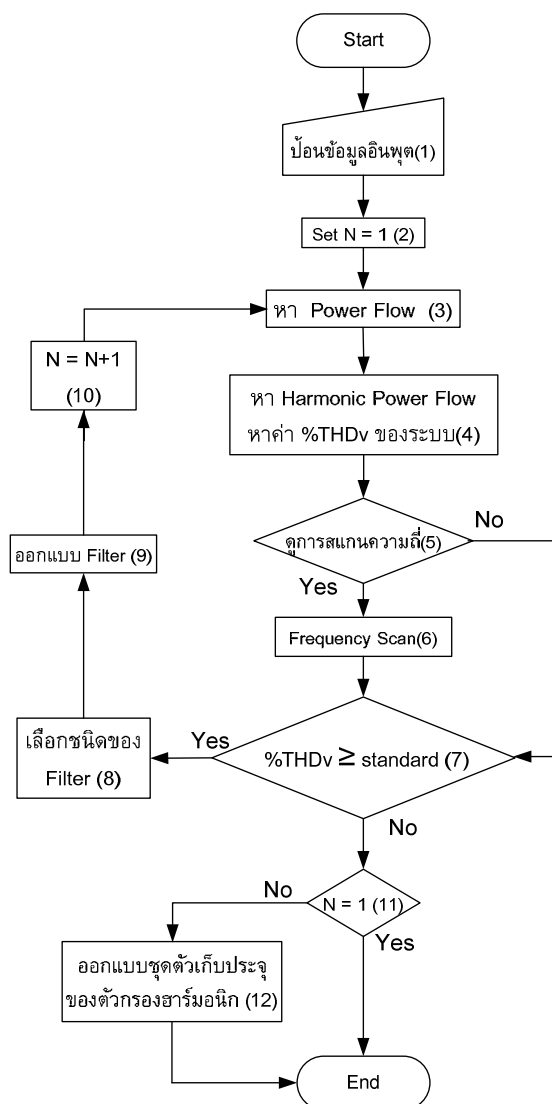 Start
ป้อนข้อมูลอินพุต(1)
Set N = 1 (2)
หา Power Flow (3)
N = N+1
(10)
หา Harmonic Power Flow
หาค่า %THDv ของระบบ(4)
ดูการสแกนความถี่(5)
No
Yes
ออกแบบ Filter (9)
Frequency Scan(6)
เลือกชนิดของ
Filter (8)
Yes
%THDv ≥ standard (7)
No
No
N = 1 (11)
Yes
ออกแบบชุดตัวเก็บประจุ
ของตัวกรองฮาร์มอนิก (12)
End